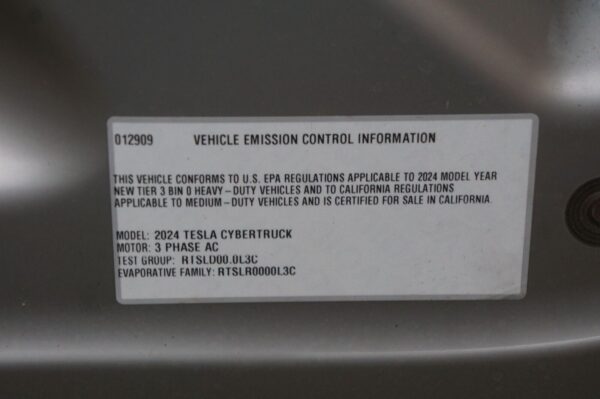 012909 VEHICLE EMISSION CONTROL INFORMATION
THIS VEHICLE CONFORMS TO U.S. EPA REGULATIONS APPLICABLE TO 2024 MODEL YEAR
NEW TIER 3 BIN 0 HEAVY-DUTY VEHICLES AND TO CALIFORNIA REGULATIONS
APPLICABLE TO MEDIUM-DUTY VEHICLES AND IS CERTIFIED FOR SALE IN CALIFORNIA.
MODEL: 2024 TESLA CYBERTRUCK
MOTOR: 3 PHASE AC
TEST GROUP: RTSLD00.0L3C
EVAPORATIVE FAMILY: RTSLR0000L3C